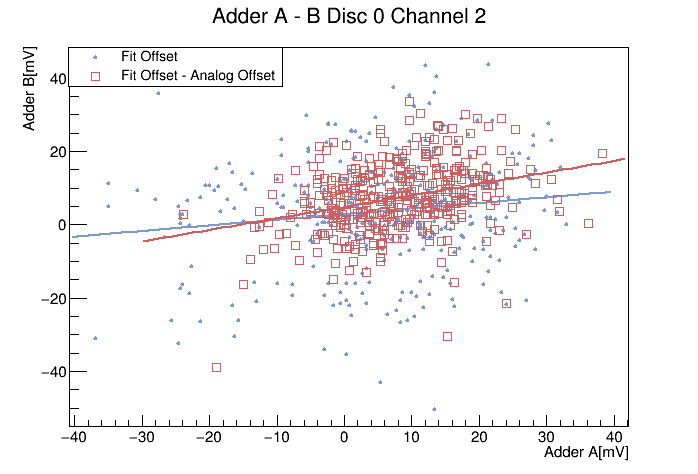 Adder A - B Disc 0 Channel 2
Adder B[mV]
Fit Offset
Fit Offset - Analog Offset
40
20
0
−20
−40
−40 −30 −20 −10 0 10 20 30 40
Adder A[mV]